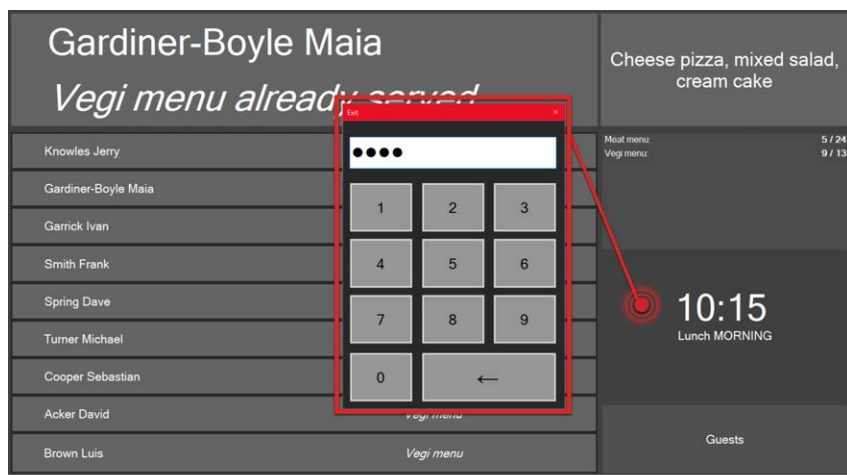 Gardiner-Boyle Maia
Vegi menu already served
Cheese pizza, mixed salad,
cream cake
Exit
×
●●●●
1 2 3
4 5 6
7 8 9
0 ←
Knowles Jerry
Gardiner-Boyle Maia
Garrick Ivan
Smith Frank
Spring Dave
Turner Michael
Cooper Sebastian
Acker David Vegi menu
Brown Luis Vegi menu
Meat menu: 5 / 24
Vegi menu: 9 / 13
10:15
Lunch MORNING
Guests